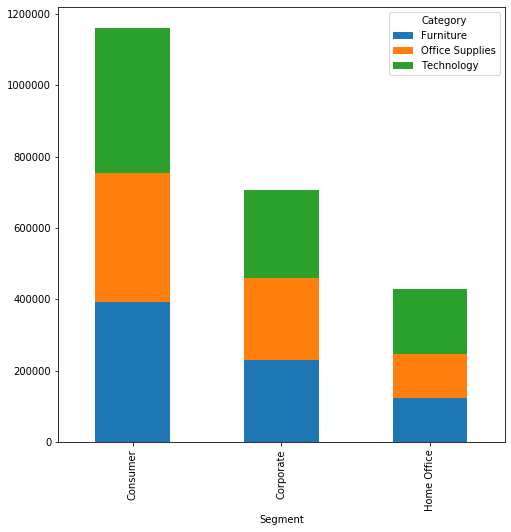 1200000
1000000
800000
600000
400000
200000
0
Category
Furniture
Office Supplies
Technology
Consumer
Corporate
Home Office
Segment